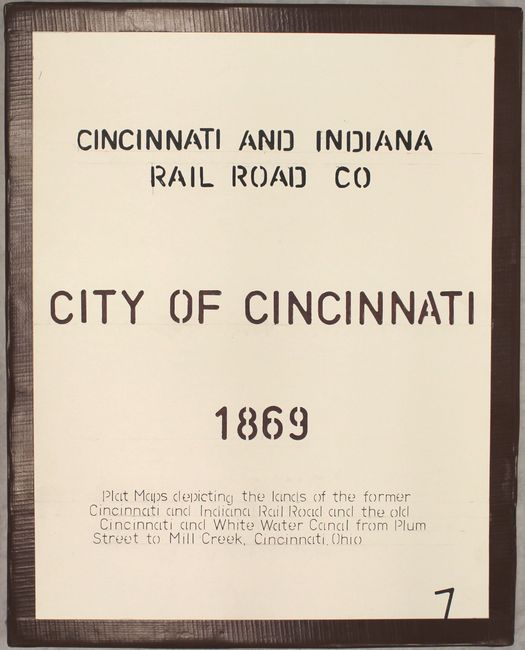 CINCINNATI AND INDIANA
RAIL ROAD CO
CITY OF CINCINNATI
1869
Plat Maps depicting the lands of the former
Cincinnati and Indiana Rail Road and the old
Cincinnati and White Water Canal from Plum
Street to Mill Creek, Cincinnati, Ohio
7